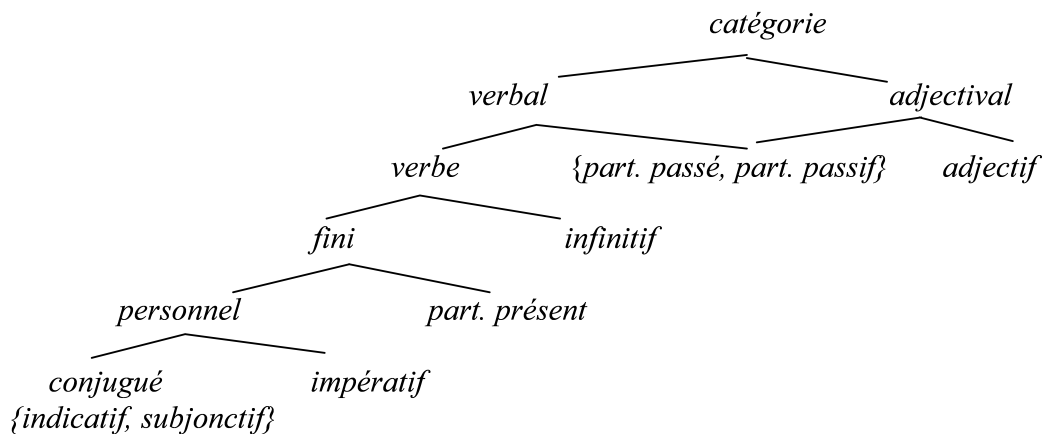 catégorie
verbal adjectival
verbe {part. passé, part. passif} adjectif
fini infinitif
personnel part. présent
conjugué impératif
{indicatif, subjonctif}